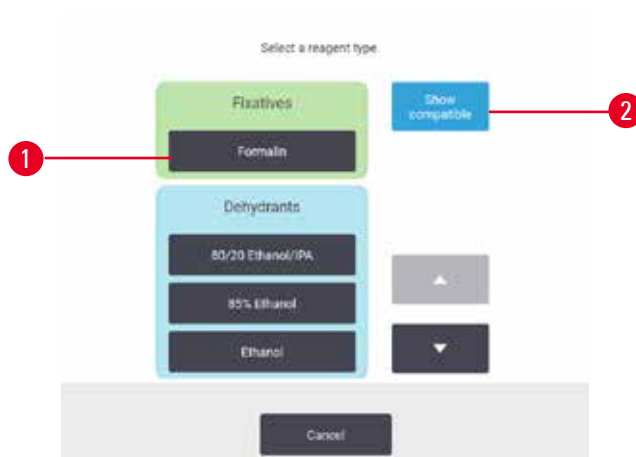 Select a reagent type
Fixatives
Show
compatible
2
1
Formalin
Dehydrants
80/20 Ethanol/IPA
85% Ethanol
Ethanol
Cancel